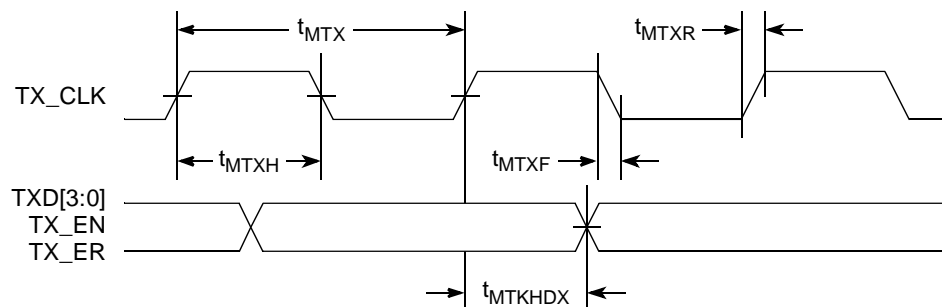 tMTX
tMTXR
TX_CLK
tMTXH
tMTXF
TXD[3:0]
TX_EN
TX_ER
tMTKHDX